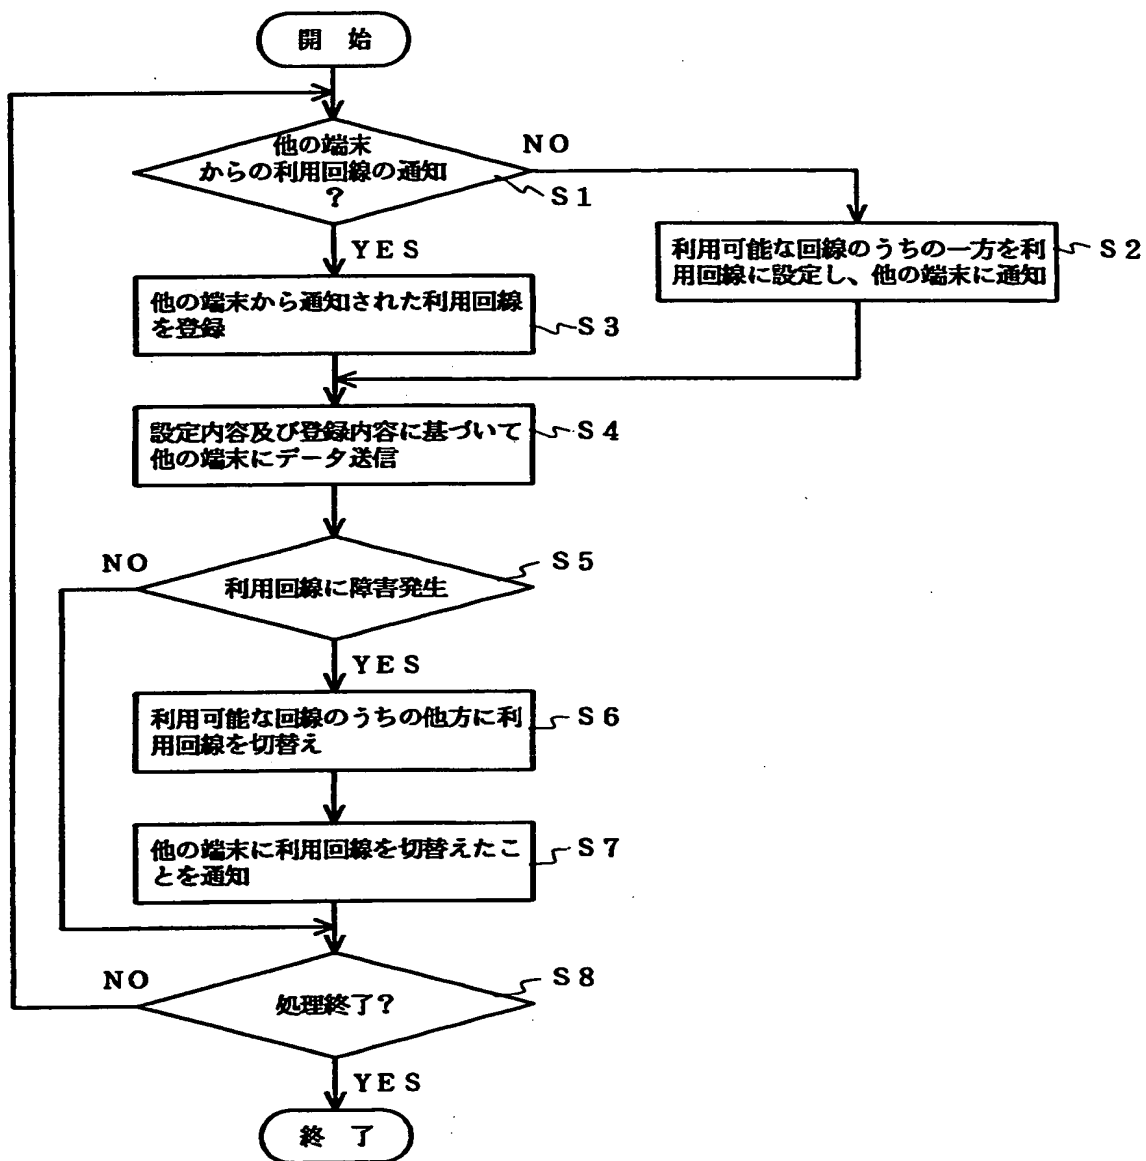 開 始
他の端末
からの利用回線の通知
?
NO
S1
YES
利用可能な回線のうちの一方を利
用回線に設定し、他の端末に通知
S2
他の端末から通知された利用回線
を登録
S3
設定内容及び登録内容に基づいて
他の端末にデータ送信
S4
NO
利用回線に障害発生
S5
YES
利用可能な回線のうちの他方に利
用回線を切替え
S6
他の端末に利用回線を切替えたこ
とを通知
S7
NO
処理終了?
S8
YES
終 了